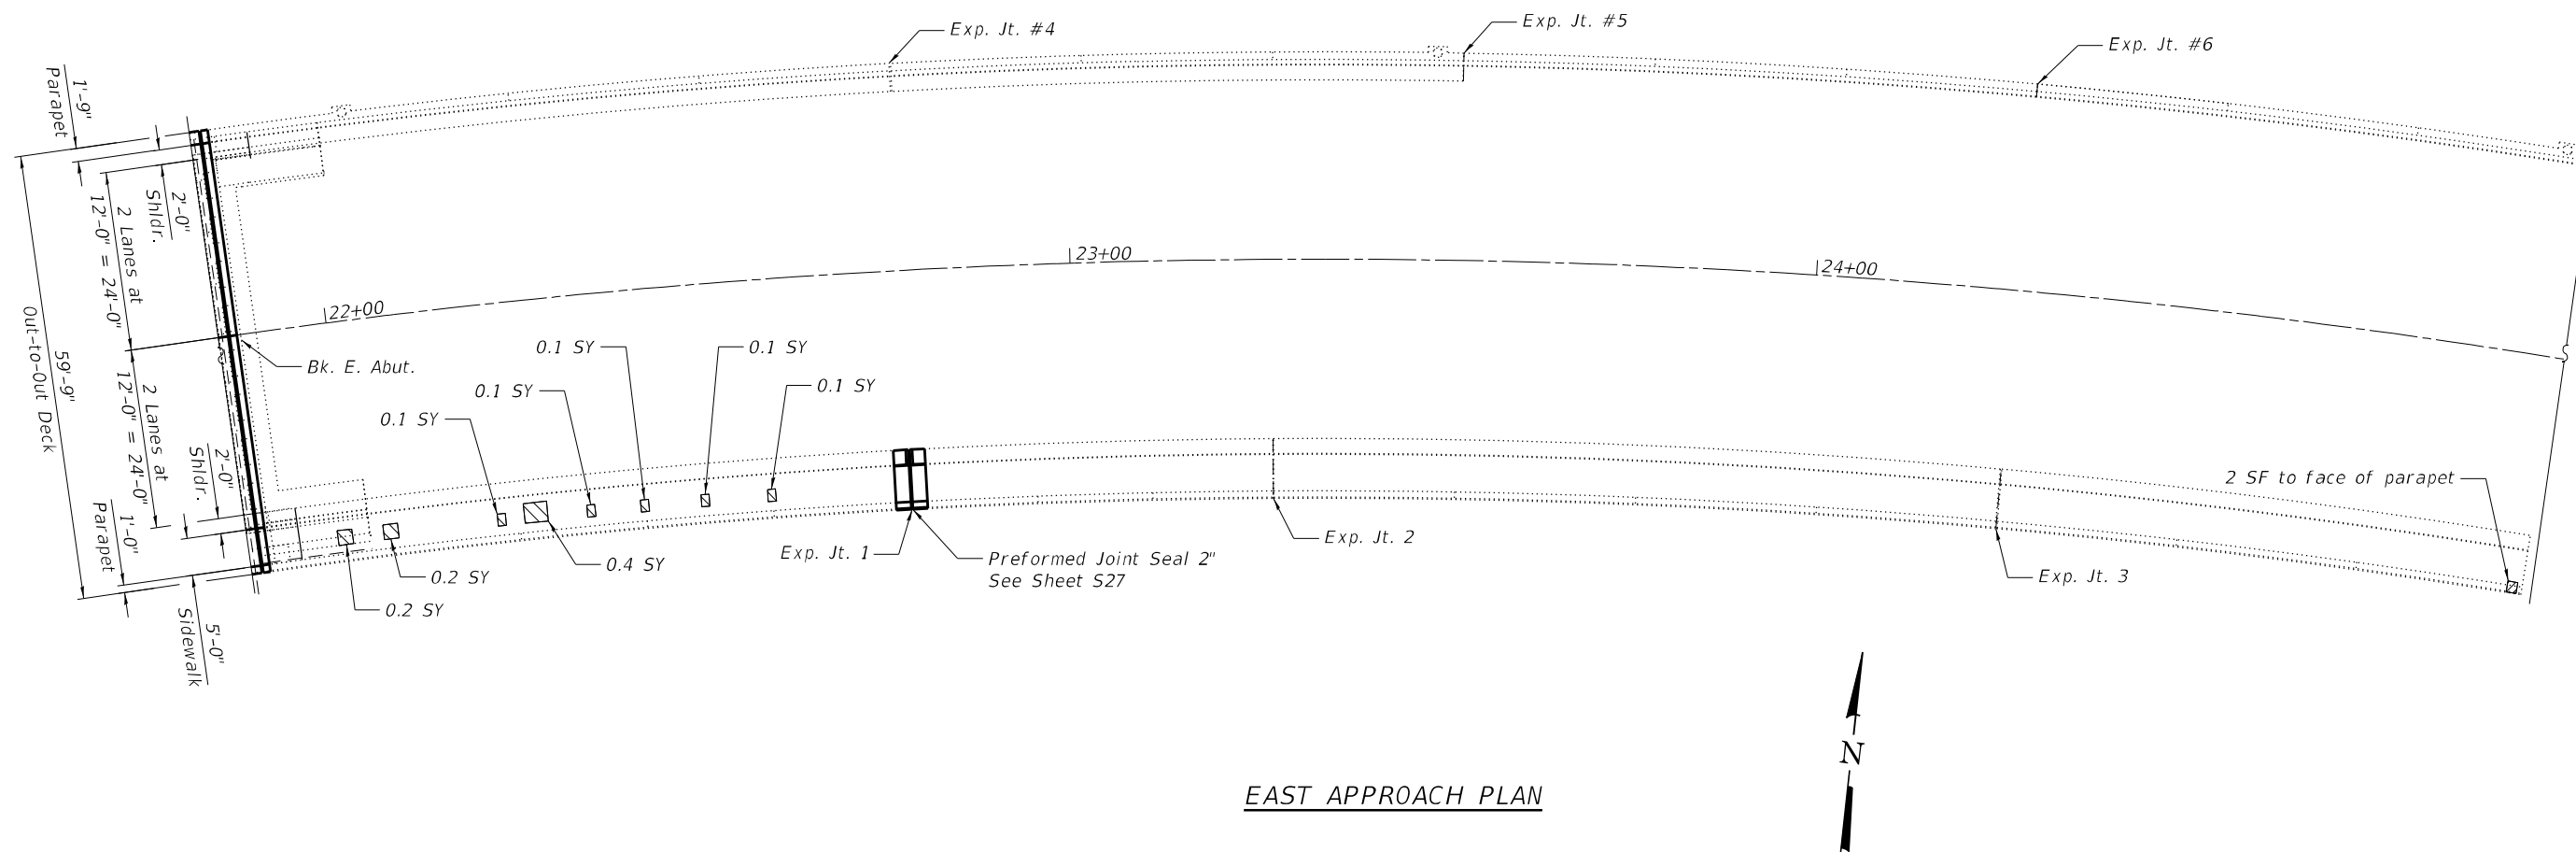 Exp. Jt. #4
Exp. Jt. #5
Exp. Jt. #6
1'-9"
Parapet
2'-0"
Shldr.
2 Lanes at
12'-0" = 24'-0"
59'-9"
Out-to-Out Deck
2 Lanes at
12'-0" = 24'-0"
2'-0"
Shldr.
1'-0"
Parapet
5'-0"
Sidewalk
22+00
23+00
24+00
Bk. E. Abut.
0.1 SY
0.1 SY
0.1 SY
0.1 SY
0.1 SY
0.4 SY
0.2 SY
0.2 SY
Exp. Jt. 1
Preformed Joint Seal 2"
See Sheet S27
Exp. Jt. 2
Exp. Jt. 3
2 SF to face of parapet
N
EAST APPROACH PLAN